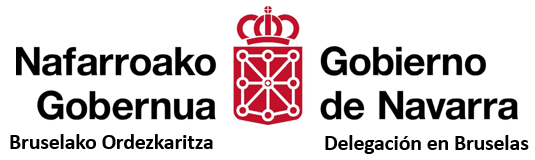 Nafarroako
Gobernua
Bruselako Ordezkaritza
Gobierno
de Navarra
Delegación en Bruselas